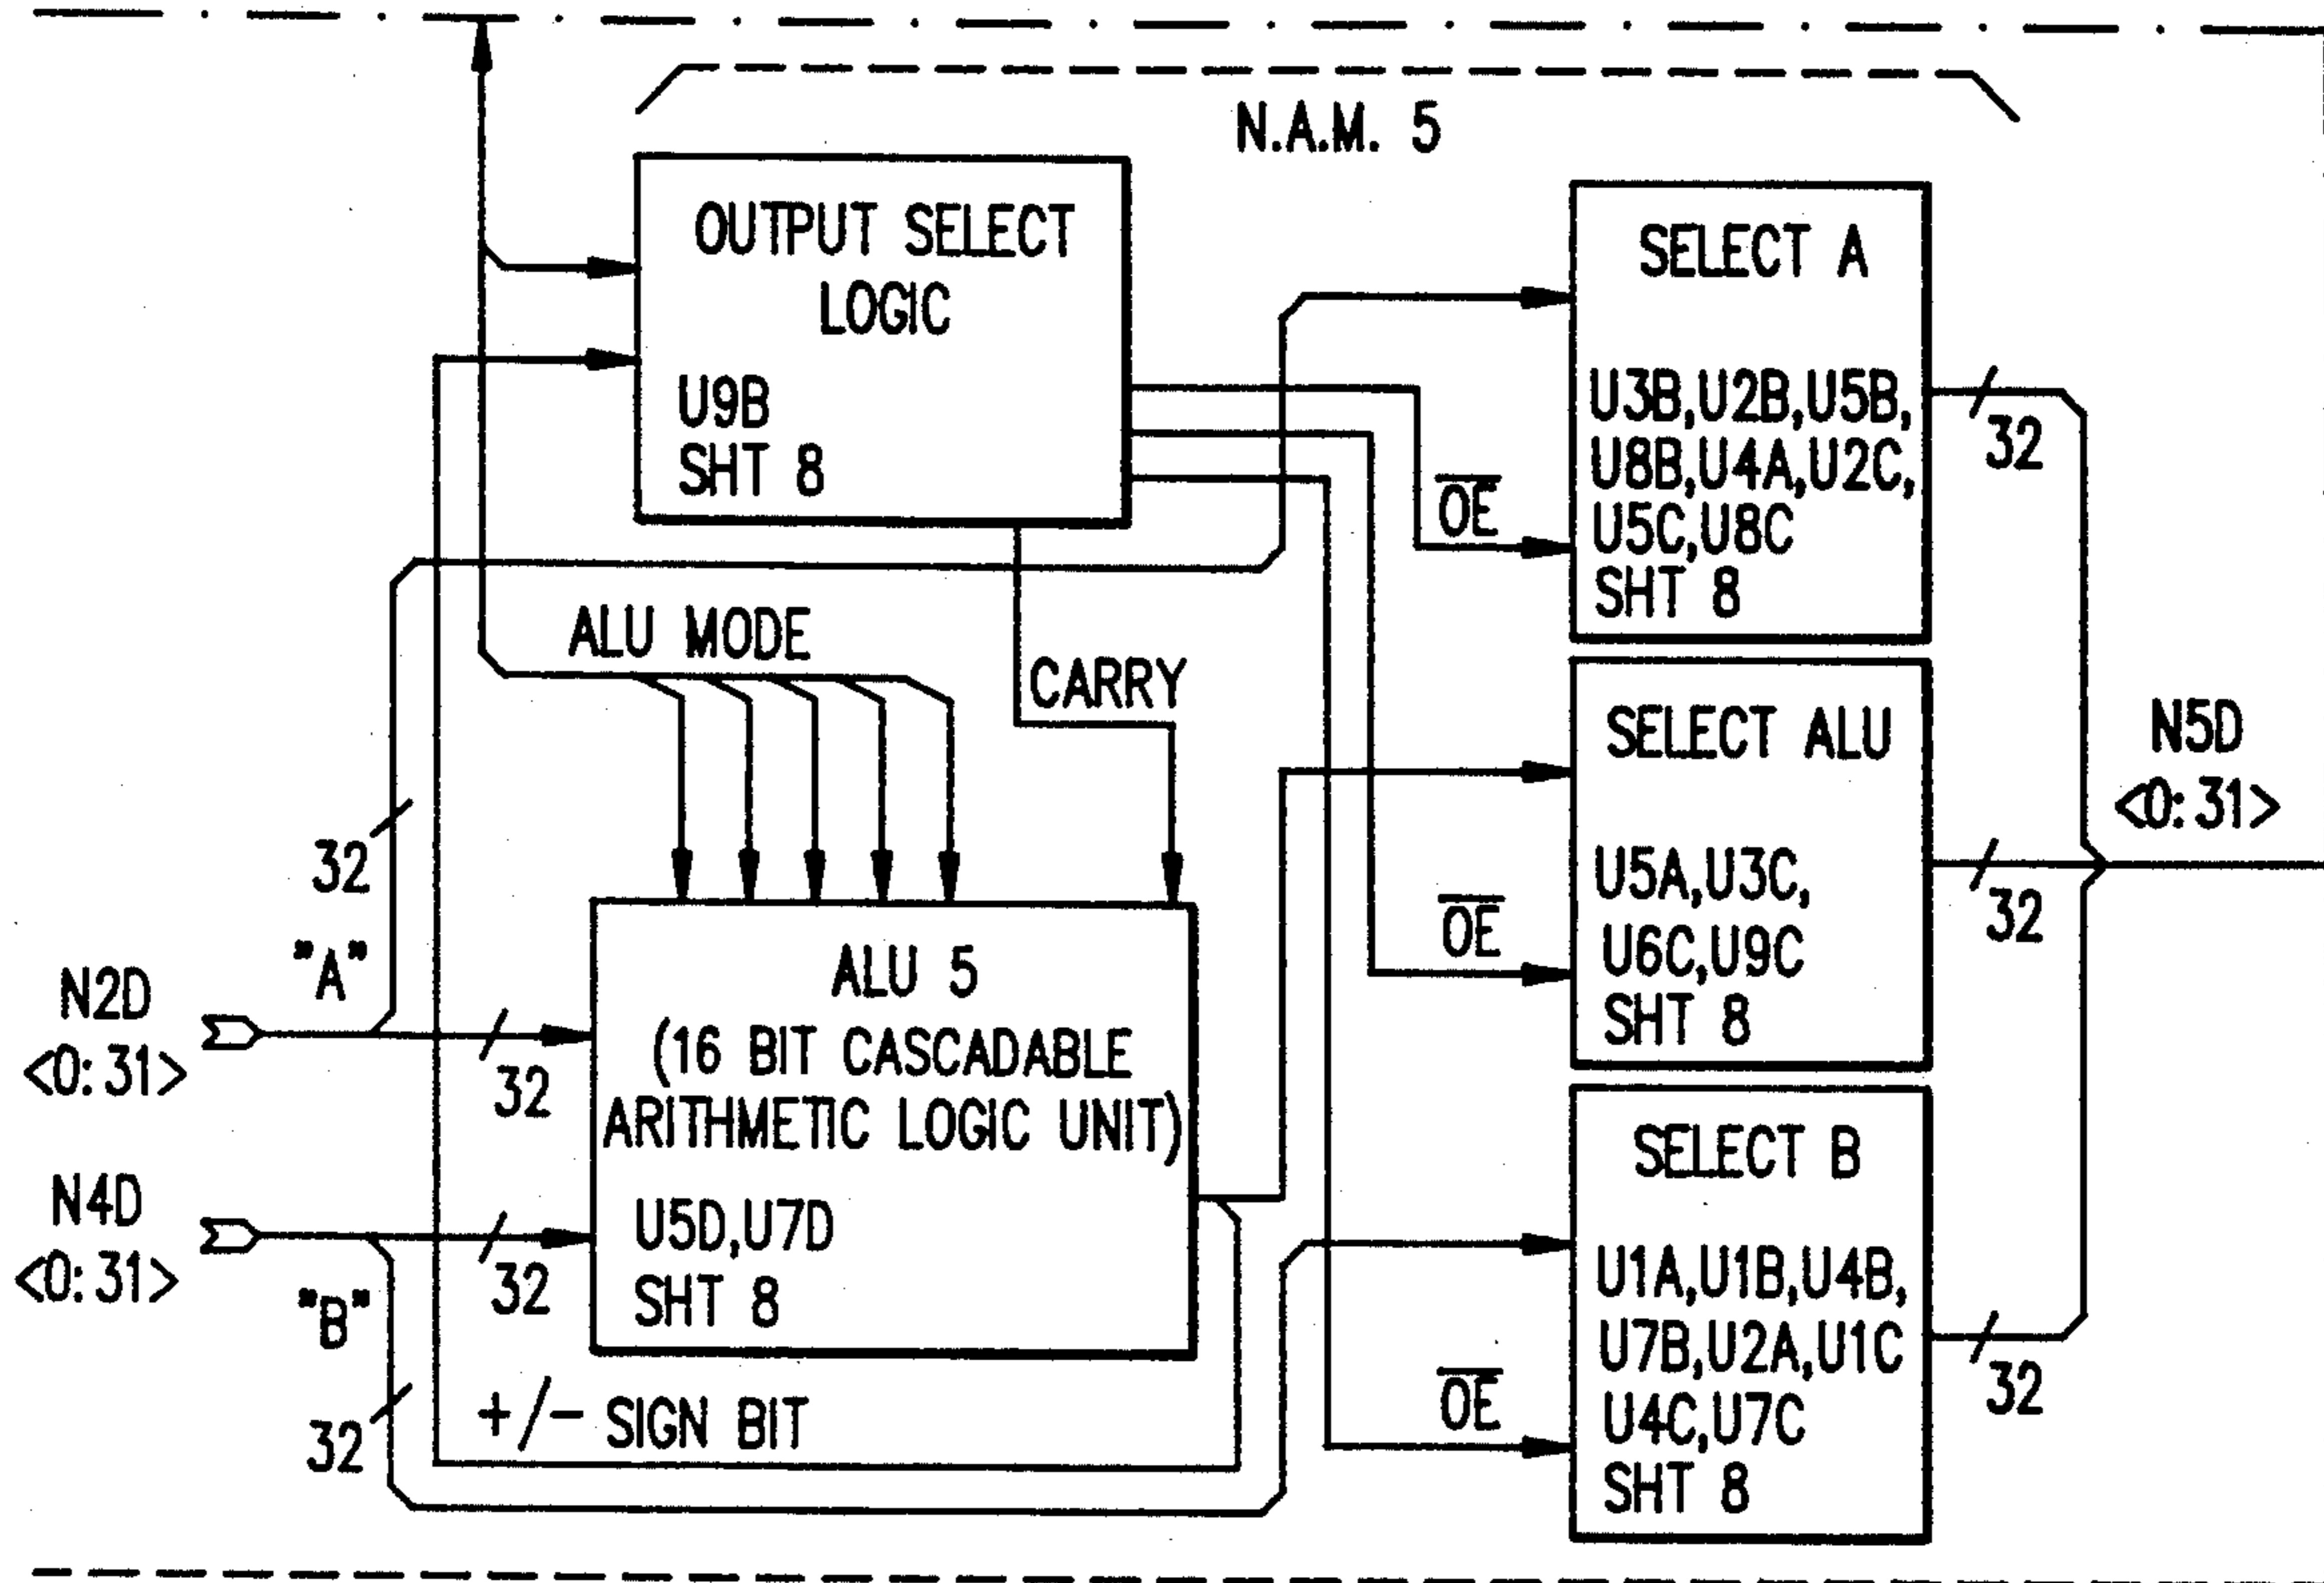 N.A.M. 5
OUTPUT SELECT
LOGIC
U9B
SHT 8
SELECT A
U3B,U2B,U5B,
U8B,U4A,U2C,
U5C,U8C
SHT 8
32
OE
ALU MODE
CARRY
SELECT ALU
U5A,U3C,
U6C,U9C
SHT 8
32
OE
N5D
<0:31>
32
"A"
N2D
<0:31>
32
ALU 5
(16 BIT CASCADABLE
ARITHMETIC LOGIC UNIT)
U5D,U7D
SHT 8
N4D
<0:31>
32
"B"
32
+/- SIGN BIT
SELECT B
U1A,U1B,U4B,
U7B,U2A,U1C
U4C,U7C
SHT 8
32
OE